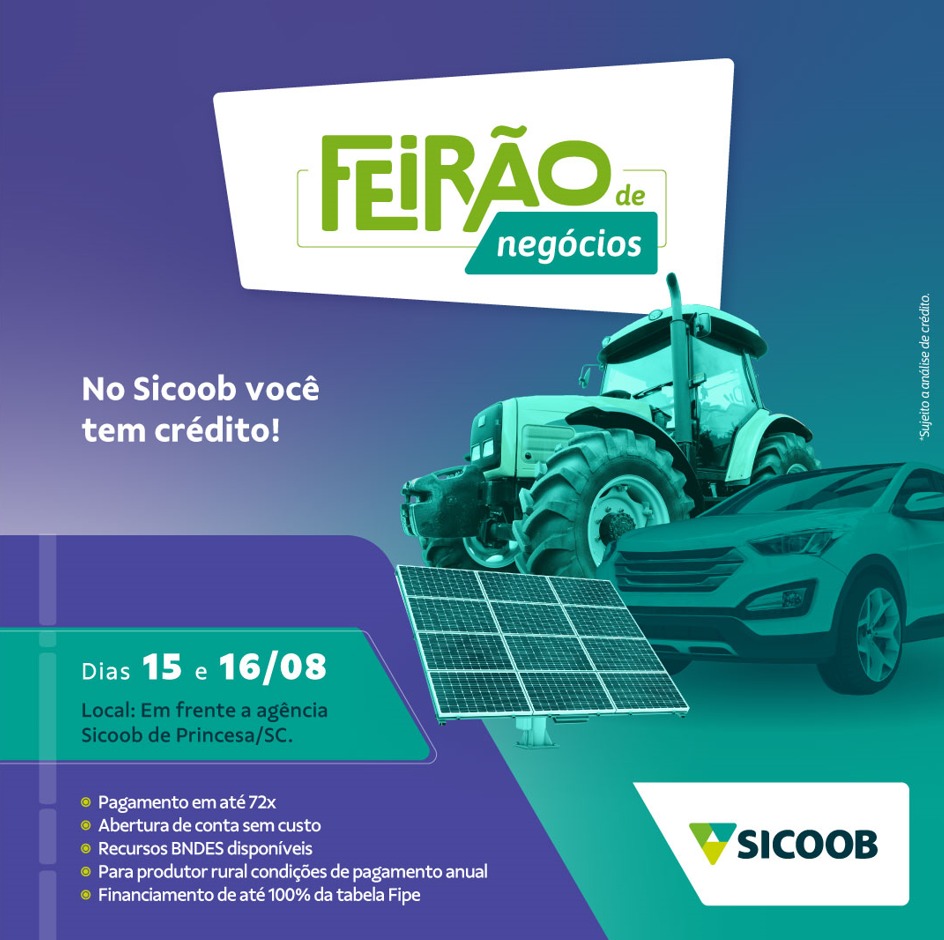 FEIRÃO de
negócios
No Sicoob você
tem crédito!
*Sujeito a análise de crédito.
Dias 15 e 16/08
Local: Em frente a agência
Sicoob de Princesa/SC.
Pagamento em até 72x
Abertura de conta sem custo
Recursos BNDES disponíveis
Para produtor rural condições de pagamento anual
Financiamento de até 100% da tabela Fipe
SICOOB